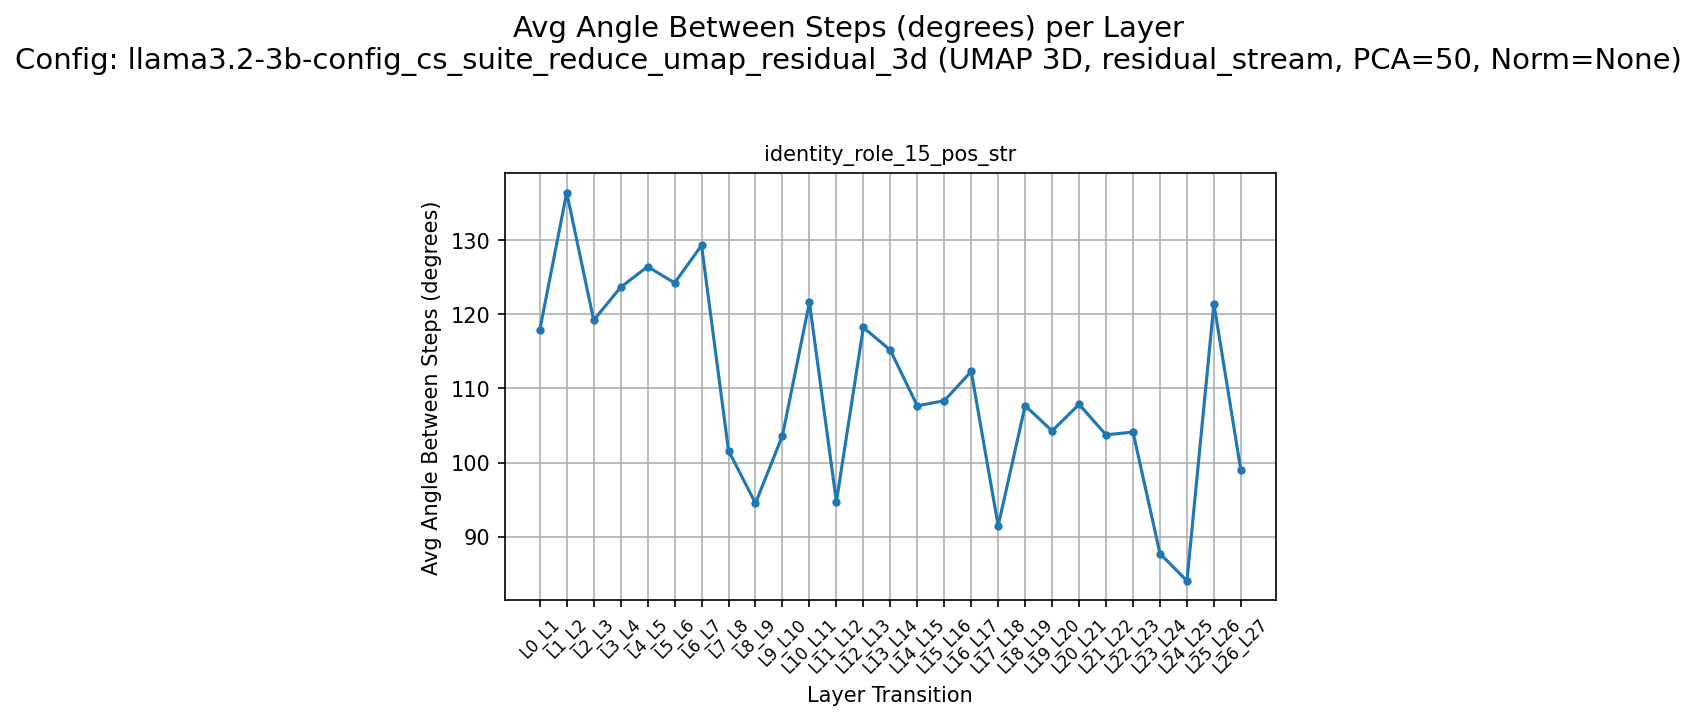 Avg Angle Between Steps (degrees) per Layer
Config: llama3.2-3b-config_cs_suite_reduce_umap_residual_3d (UMAP 3D, residual_stream, PCA=50, Norm=None)
identity_role_15_pos_str
Avg Angle Between Steps (degrees)
130
120
110
100
90
L0_L1
L1_L2
L2_L3
L3_L4
L4_L5
L5_L6
L6_L7
L7_L8
L8_L9
L9_L10
L10_L11
L11_L12
L12_L13
L13_L14
L14_L15
L15_L16
L16_L17
L17_L18
L18_L19
L19_L20
L20_L21
L21_L22
L22_L23
L23_L24
L24_L25
L25_L26
L26_L27
Layer Transition